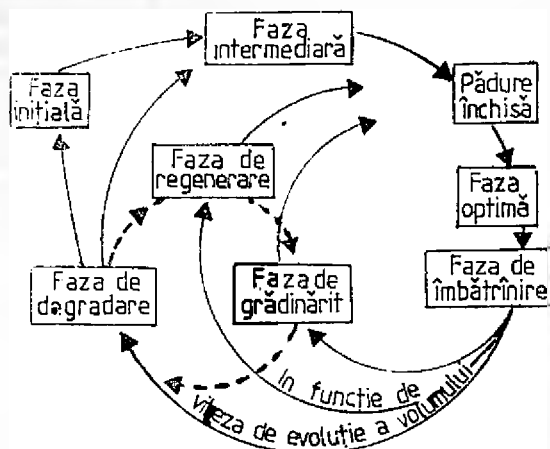 Faza
intermediară
Faza
inițială
Pădure
închisă
Faza de
regenerare
Faza
optimă
Faza de
degradare
Faza de
grădinărit
Faza de
îmbătrînire
In funcție de
viteza de evoluție a volumului